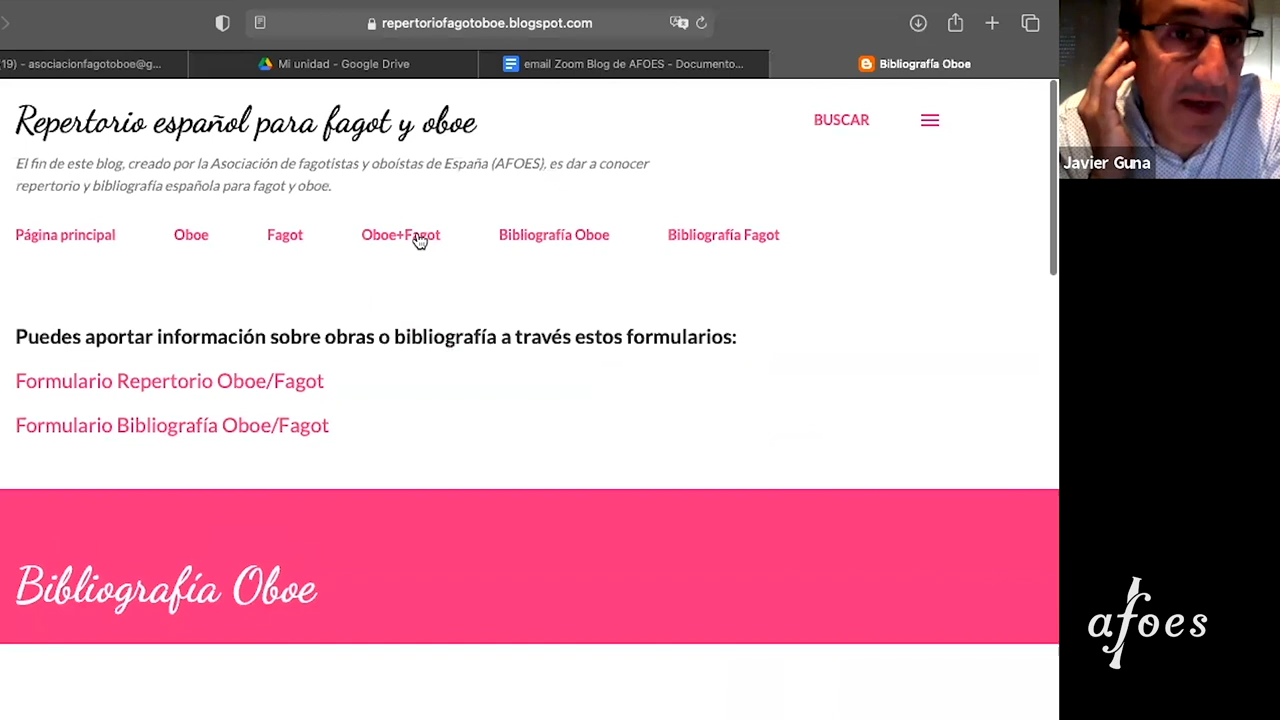 repertoriofagotoboe.blogspot.com
19) - asociacionfagotoboe@g...
Mi unidad - Google Drive
email Zoom Blog de AFOES - Documento...
Bibliografía Oboe
Repertorio español para fagot y oboe
BUSCAR
El fin de este blog, creado por la Asociación de fagotistas y oboístas de España (AFOES), es dar a conocer
repertorio y bibliografía española para fagot y oboe.
Javier Guna
Página principal
Oboe
Fagot
Oboe+Fagot
Bibliografía Oboe
Bibliografía Fagot
Puedes aportar información sobre obras o bibliografía a través estos formularios:
Formulario Repertorio Oboe/Fagot
Formulario Bibliografía Oboe/Fagot
Bibliografía Oboe
afoes